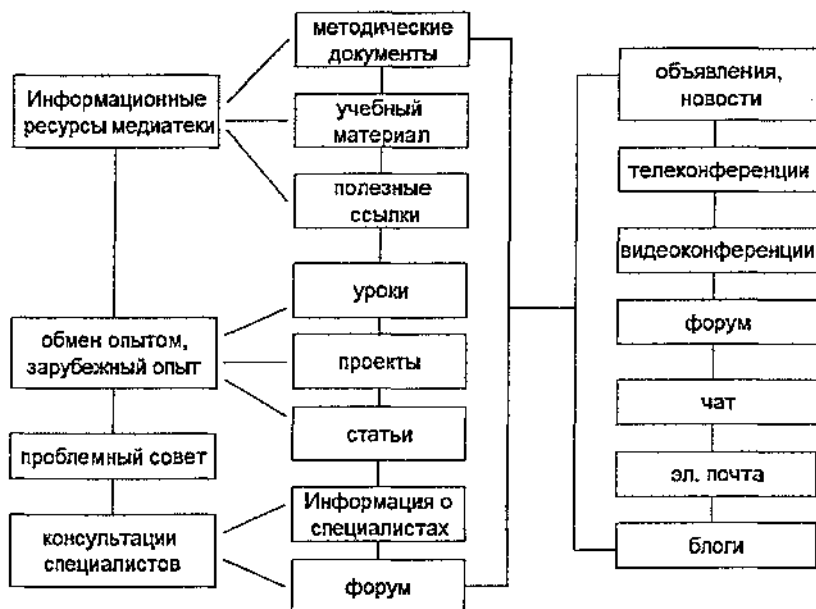 методические
документы
Информационные
ресурсы медиатеки
учебный
материал
полезные
ссылки
уроки
обмен опытом,
зарубежный опыт
проекты
статьи
проблемный совет
Информация о
специалистах
консультации
специалистов
форум
объявления,
новости
телеконференции
видеоконференции
форум
чат
эл. почта
блоги